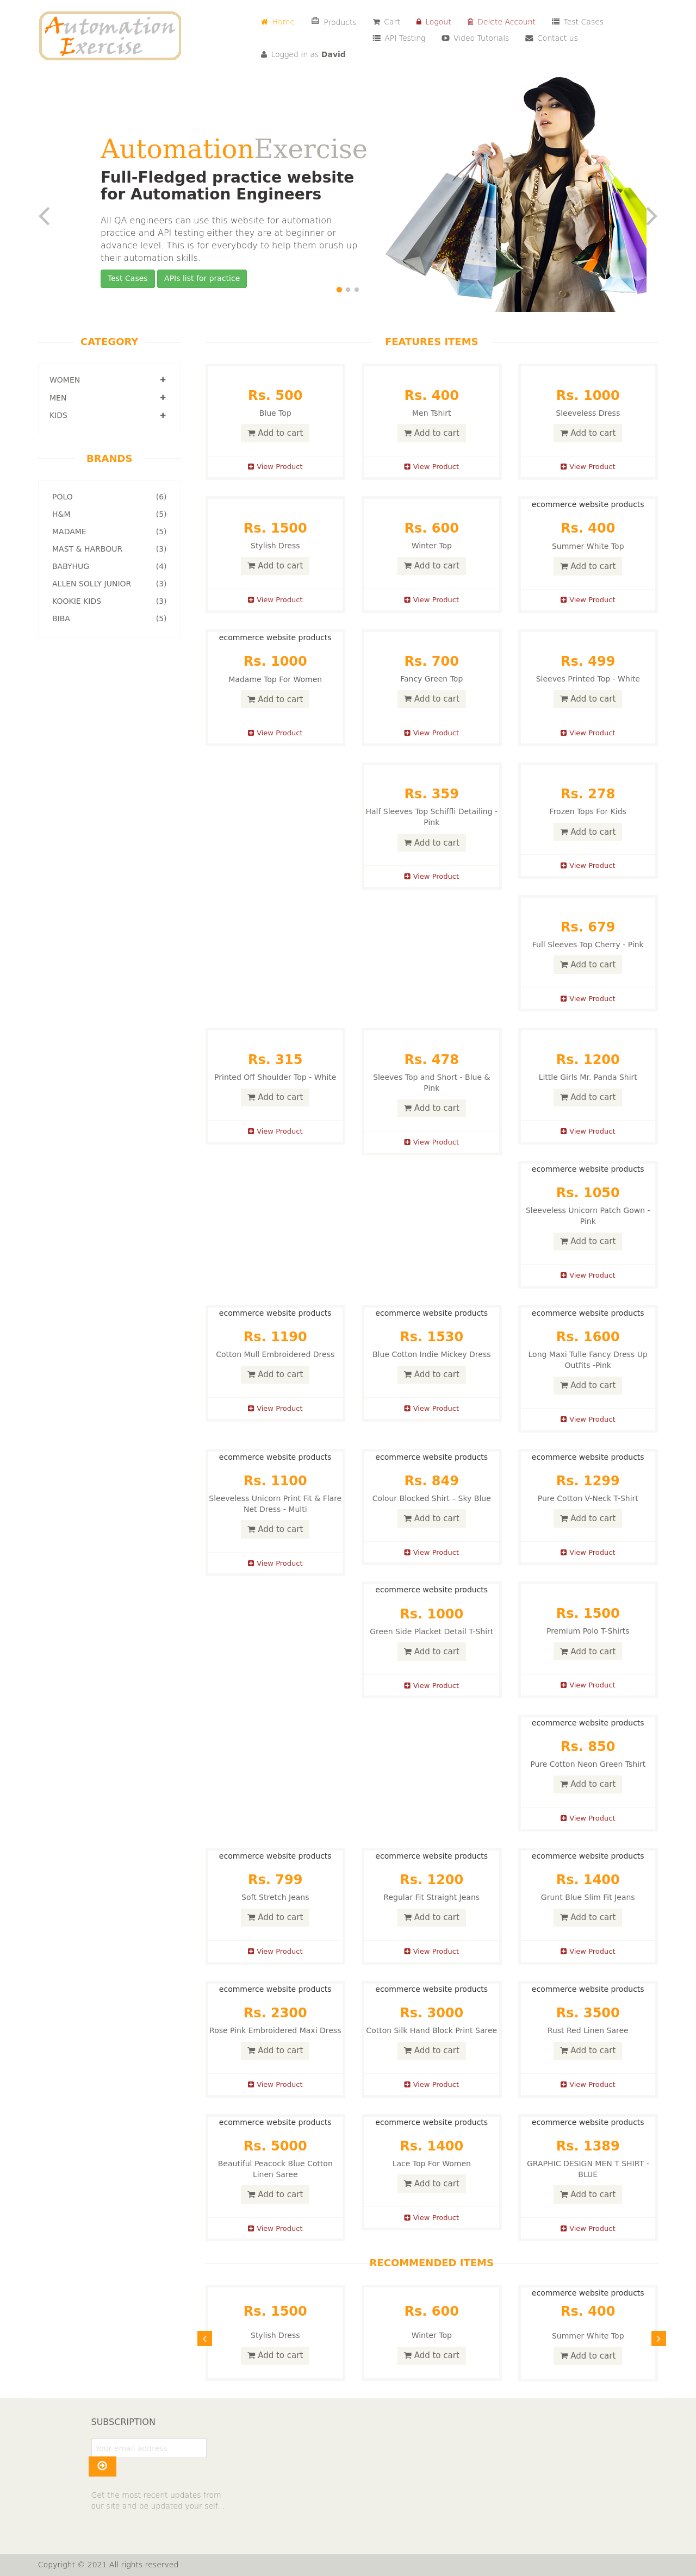 Automation
Exercise
Home
Products
Cart
Logout
Delete Account
Test Cases
API Testing
Video Tutorials
Contact us
Logged in as David
AutomationExercise
Full-Fledged practice website
for Automation Engineers
All QA engineers can use this website for automation
practice and API testing either they are at beginner or
advance level. This is for everybody to help them brush up
their automation skills.
Test Cases
APIs list for practice
CATEGORY
WOMEN
MEN
KIDS
BRANDS
POLO (6)
H&M (5)
MADAME (5)
MAST & HARBOUR (3)
BABYHUG (4)
ALLEN SOLLY JUNIOR (3)
KOOKIE KIDS (3)
BIBA (5)
FEATURES ITEMS
Rs. 500
Blue Top
Add to cart
View Product
Rs. 400
Men Tshirt
Add to cart
View Product
Rs. 1000
Sleeveless Dress
Add to cart
View Product
Rs. 1500
Stylish Dress
Add to cart
View Product
Rs. 600
Winter Top
Add to cart
View Product
ecommerce website products
Rs. 400
Summer White Top
Add to cart
View Product
ecommerce website products
Rs. 1000
Madame Top For Women
Add to cart
View Product
Rs. 700
Fancy Green Top
Add to cart
View Product
Rs. 499
Sleeves Printed Top - White
Add to cart
View Product
Rs. 359
Half Sleeves Top Schiffli Detailing -
Pink
Add to cart
View Product
Rs. 278
Frozen Tops For Kids
Add to cart
View Product
Rs. 679
Full Sleeves Top Cherry - Pink
Add to cart
View Product
Rs. 315
Printed Off Shoulder Top - White
Add to cart
View Product
Rs. 478
Sleeves Top and Short - Blue &
Pink
Add to cart
View Product
Rs. 1200
Little Girls Mr. Panda Shirt
Add to cart
View Product
ecommerce website products
Rs. 1050
Sleeveless Unicorn Patch Gown -
Pink
Add to cart
View Product
ecommerce website products
Rs. 1190
Cotton Mull Embroidered Dress
Add to cart
View Product
ecommerce website products
Rs. 1530
Blue Cotton Indie Mickey Dress
Add to cart
View Product
ecommerce website products
Rs. 1600
Long Maxi Tulle Fancy Dress Up
Outfits -Pink
Add to cart
View Product
ecommerce website products
Rs. 1100
Sleeveless Unicorn Print Fit & Flare
Net Dress - Multi
Add to cart
View Product
ecommerce website products
Rs. 849
Colour Blocked Shirt – Sky Blue
Add to cart
View Product
ecommerce website products
Rs. 1299
Pure Cotton V-Neck T-Shirt
Add to cart
View Product
ecommerce website products
Rs. 1000
Green Side Placket Detail T-Shirt
Add to cart
View Product
Rs. 1500
Premium Polo T-Shirts
Add to cart
View Product
ecommerce website products
Rs. 850
Pure Cotton Neon Green Tshirt
Add to cart
View Product
ecommerce website products
Rs. 799
Soft Stretch Jeans
Add to cart
View Product
ecommerce website products
Rs. 1200
Regular Fit Straight Jeans
Add to cart
View Product
ecommerce website products
Rs. 1400
Grunt Blue Slim Fit Jeans
Add to cart
View Product
ecommerce website products
Rs. 2300
Rose Pink Embroidered Maxi Dress
Add to cart
View Product
ecommerce website products
Rs. 3000
Cotton Silk Hand Block Print Saree
Add to cart
View Product
ecommerce website products
Rs. 3500
Rust Red Linen Saree
Add to cart
View Product
ecommerce website products
Rs. 5000
Beautiful Peacock Blue Cotton
Linen Saree
Add to cart
View Product
ecommerce website products
Rs. 1400
Lace Top For Women
Add to cart
View Product
ecommerce website products
Rs. 1389
GRAPHIC DESIGN MEN T SHIRT -
BLUE
Add to cart
View Product
RECOMMENDED ITEMS
Rs. 1500
Stylish Dress
Add to cart
Rs. 600
Winter Top
Add to cart
ecommerce website products
Rs. 400
Summer White Top
Add to cart
SUBSCRIPTION
Your email address
Get the most recent updates from
our site and be updated your self...
Copyright © 2021 All rights reserved